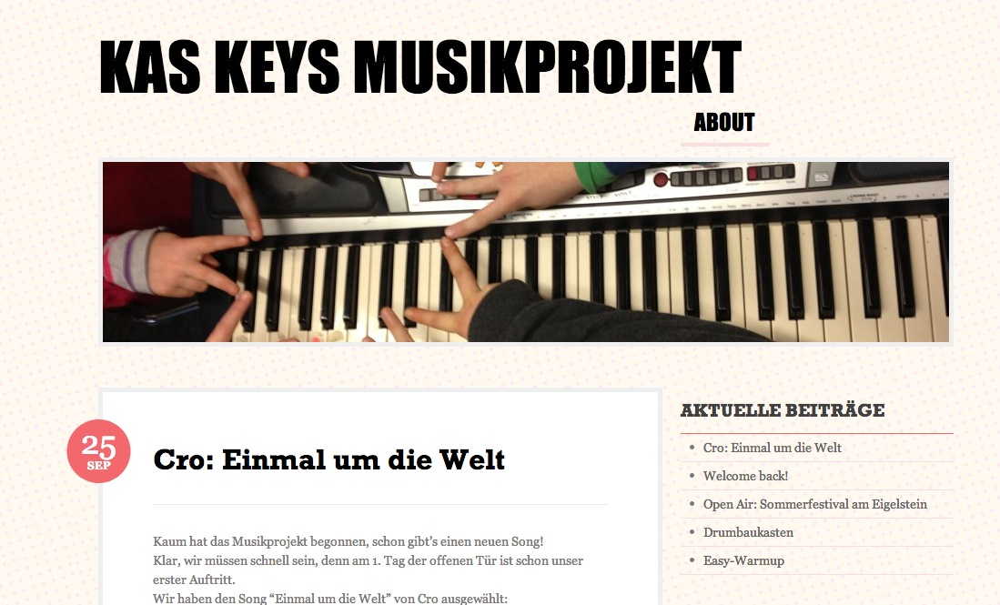 KAS KEYS MUSIKPROJEKT
ABOUT
25
SEP
Cro: Einmal um die Welt
Kaum hat das Musikprojekt begonnen, schon gibt’s einen neuen Song!
Klar, wir müssen schnell sein, denn am 1. Tag der offenen Tür ist schon unser
erster Auftritt.
Wir haben den Song “Einmal um die Welt” von Cro ausgewählt:
AKTUELLE BEITRÄGE
Cro: Einmal um die Welt
Welcome back!
Open Air: Sommerfestival am Eigelstein
Drumbaukasten
Easy-Warmup